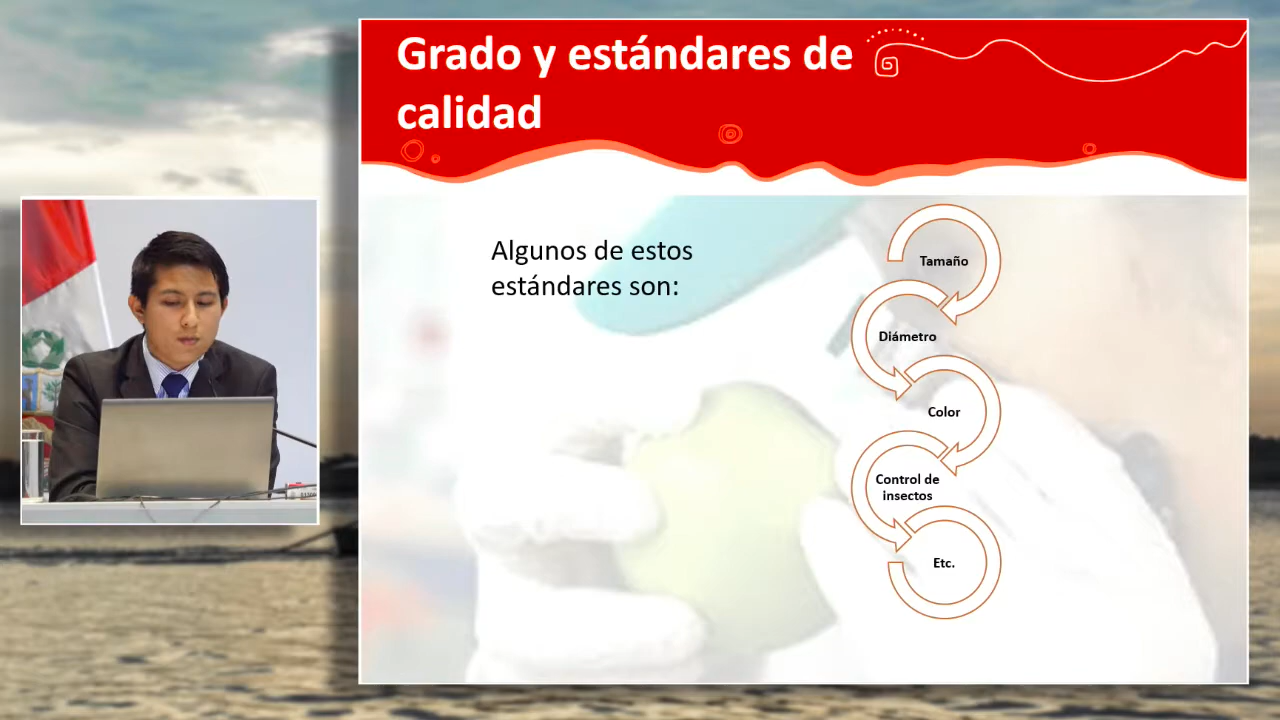 Grado y estándares de
calidad
Algunos de estos
estándares son:
Tamaño
Diámetro
Color
Control de
insectos
Etc.